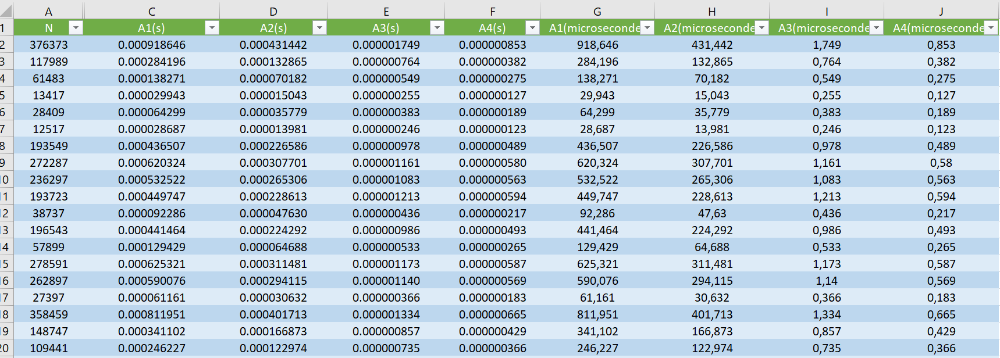 A C D E F G H I J
1 N A1(s) A2(s) A3(s) A4(s) A1(microseconde A2(microseconde A3(microseconde A4(microseconde
2 376373 0.000918646 0.000431442 0.000001749 0.000000853 918,646 431,442 1,749 0,853
3 117989 0.000284196 0.000132865 0.000000764 0.000000382 284,196 132,865 0,764 0,382
4 61483 0.000138271 0.000070182 0.000000549 0.000000275 138,271 70,182 0,549 0,275
5 13417 0.000029943 0.000015043 0.000000255 0.000000127 29,943 15,043 0,255 0,127
6 28409 0.000064299 0.000035779 0.000000383 0.000000189 64,299 35,779 0,383 0,189
7 12517 0.000028687 0.000013981 0.000000246 0.000000123 28,687 13,981 0,246 0,123
8 193549 0.000436507 0.000226586 0.000000978 0.000000489 436,507 226,586 0,978 0,489
9 272287 0.000620324 0.000307701 0.000001161 0.000000580 620,324 307,701 1,161 0,58
10 236297 0.000532522 0.000265306 0.000001083 0.000000563 532,522 265,306 1,083 0,563
11 193723 0.000449747 0.000228613 0.000001213 0.000000594 449,747 228,613 1,213 0,594
12 38737 0.000092286 0.000047630 0.000000436 0.000000217 92,286 47,63 0,436 0,217
13 196543 0.000441464 0.000224292 0.000000986 0.000000493 441,464 224,292 0,986 0,493
14 57899 0.000129429 0.000064688 0.000000533 0.000000265 129,429 64,688 0,533 0,265
15 278591 0.000625321 0.000311481 0.000001173 0.000000587 625,321 311,481 1,173 0,587
16 262897 0.000590076 0.000294115 0.000001140 0.000000569 590,076 294,115 1,14 0,569
17 27397 0.000061161 0.000030632 0.000000366 0.000000183 61,161 30,632 0,366 0,183
18 358459 0.000811951 0.000401713 0.000001334 0.000000665 811,951 401,713 1,334 0,665
19 148747 0.000341102 0.000166873 0.000000857 0.000000429 341,102 166,873 0,857 0,429
20 109441 0.000246227 0.000122974 0.000000735 0.000000366 246,227 122,974 0,735 0,366